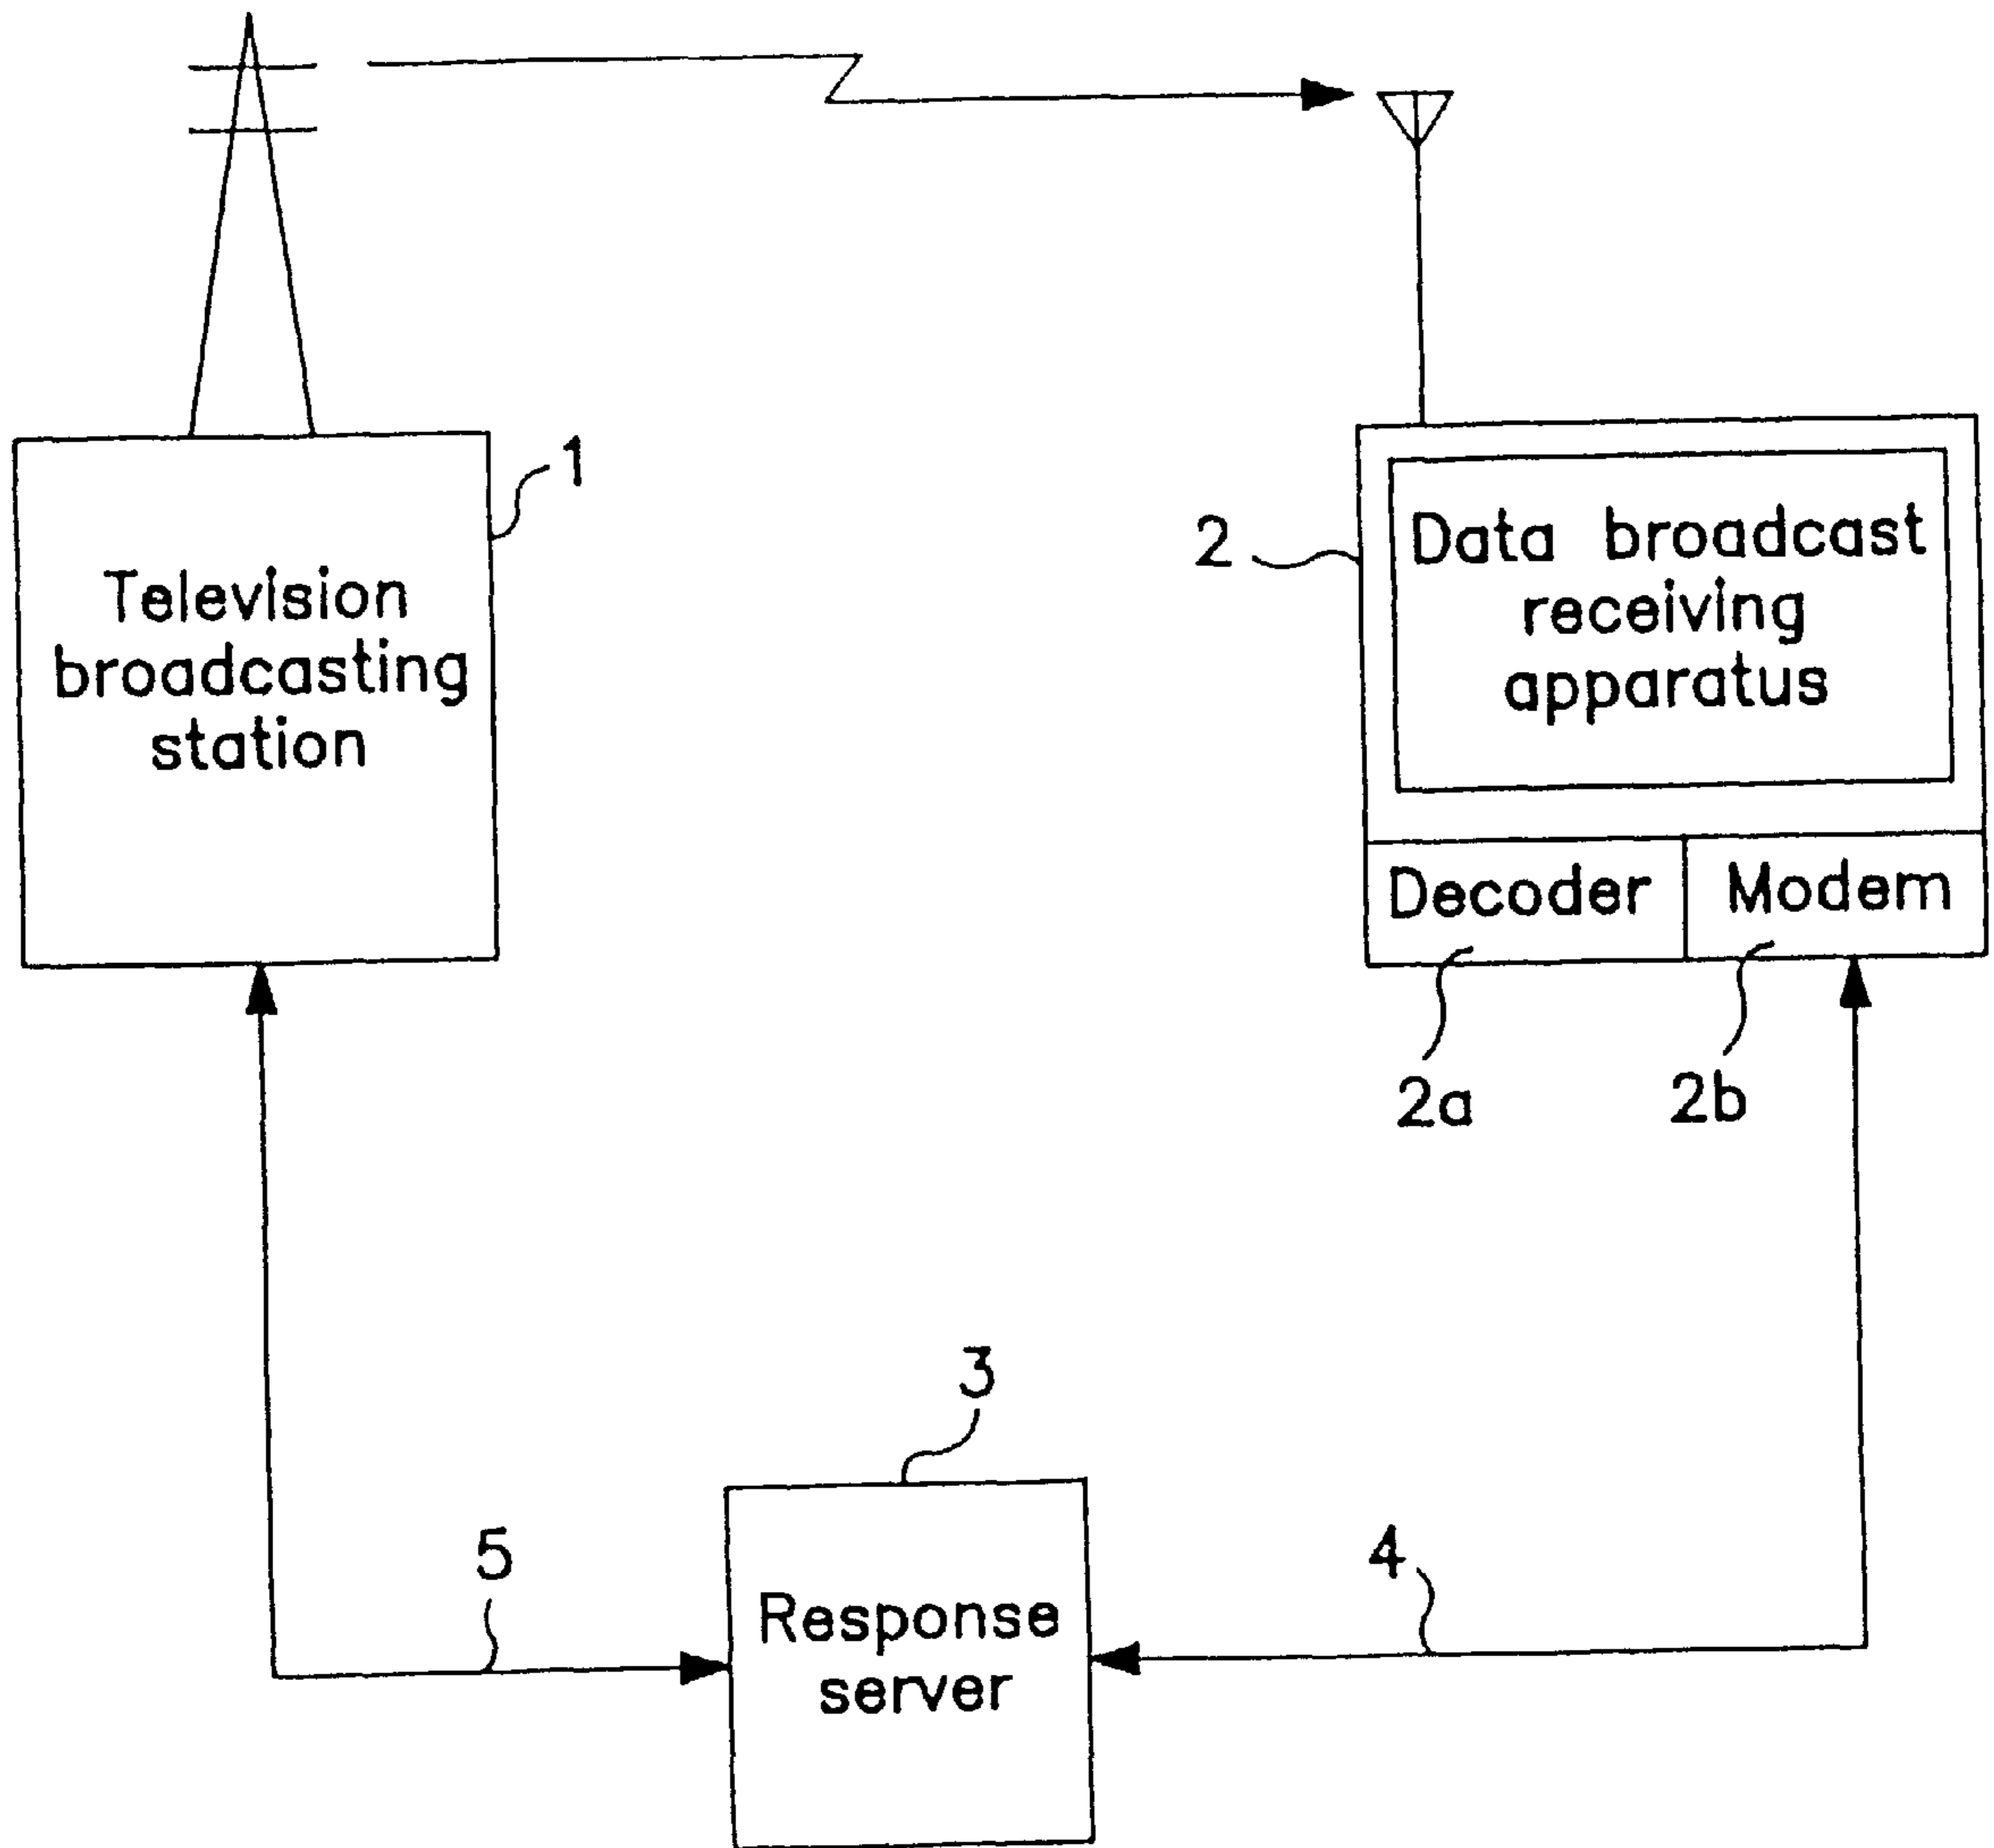 1
Television
broadcasting
station
2
Data broadcast
receiving
apparatus
Decoder
Modem
2a
2b
3
5
4
Response
server